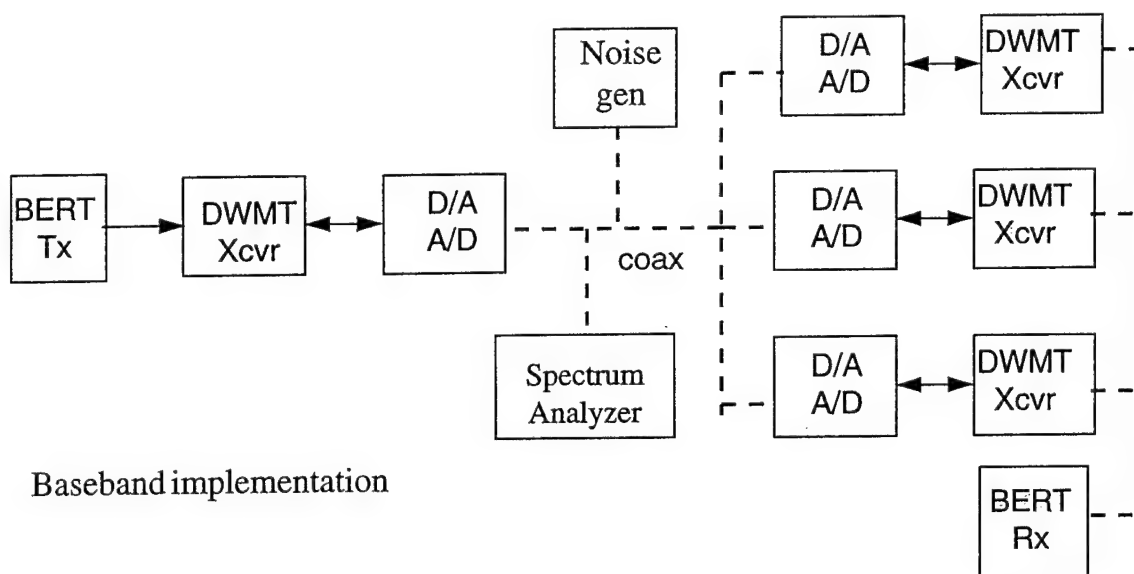 Noise
gen
D/A
A/D
DWMT
Xcvr
BERT
Tx
DWMT
Xcvr
D/A
A/D
coax
D/A
A/D
DWMT
Xcvr
Spectrum
Analyzer
D/A
A/D
DWMT
Xcvr
Baseband implementation
BERT
Rx